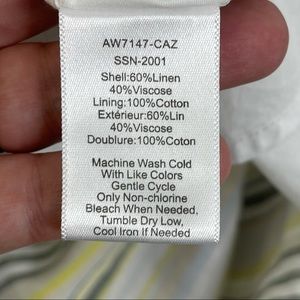 AW7147-CAZ
SSN-2001
Shell:60%Linen
40%Viscose
Lining:100%Cotton
Extérieur:60%Lin
40%Viscose
Doublure:100%Coton
Machine Wash Cold
With Like Colors
Gentle Cycle
Only Non-chlorine
Bleach When Needed,
Tumble Dry Low,
Cool Iron If Needed